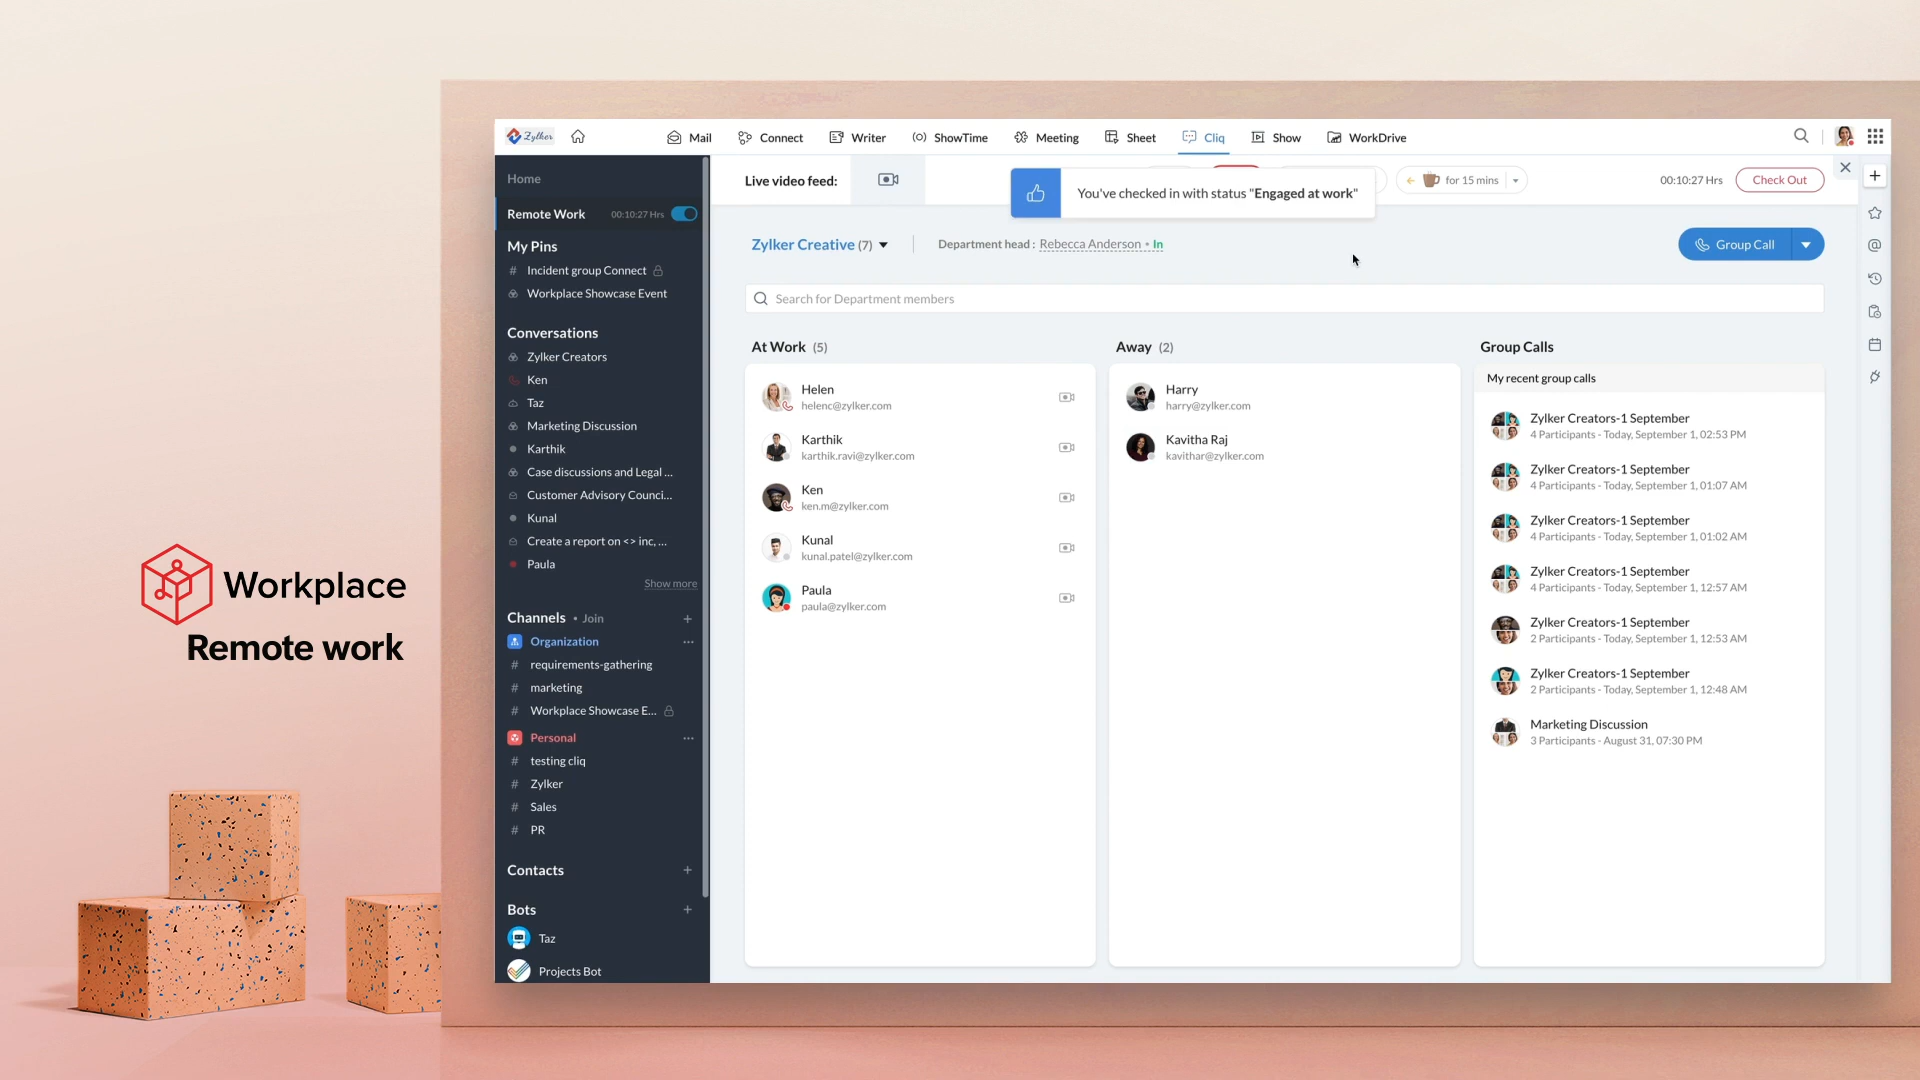 Workplace
Remote work
Zylker
Mail
Connect
Writer
ShowTime
Meeting
Sheet
Cliq
Show
WorkDrive
Home
Remote Work
00:10:27 Hrs
My Pins
# Incident group Connect
Workplace Showcase Event
Conversations
Zylker Creators
Ken
Taz
Marketing Discussion
Karthik
Case discussions and Legal ...
Customer Advisory Counci...
Kunal
Create a report on <> inc, ...
Paula
Show more
Channels • Join +
Organization ...
# requirements-gathering
# marketing
# Workplace Showcase E...
Personal ...
# testing cliq
# Zylker
# Sales
# PR
Contacts +
Bots +
Taz
Projects Bot
Live video feed:
You've checked in with status "Engaged at work"
for 15 mins
00:10:27 Hrs
Check Out
Zylker Creative (7)
Department head : Rebecca Anderson • In
Group Call
Search for Department members
At Work (5)
Helen
helenc@zylker.com
Karthik
karthik.ravi@zylker.com
Ken
ken.m@zylker.com
Kunal
kunal.patel@zylker.com
Paula
paula@zylker.com
Away (2)
Harry
harry@zylker.com
Kavitha Raj
kavithar@zylker.com
Group Calls
My recent group calls
Zylker Creators-1 September
4 Participants - Today, September 1, 02:53 PM
Zylker Creators-1 September
4 Participants - Today, September 1, 01:07 AM
Zylker Creators-1 September
4 Participants - Today, September 1, 01:02 AM
Zylker Creators-1 September
4 Participants - Today, September 1, 12:57 AM
Zylker Creators-1 September
2 Participants - Today, September 1, 12:53 AM
Zylker Creators-1 September
2 Participants - Today, September 1, 12:48 AM
Marketing Discussion
3 Participants - August 31, 07:30 PM